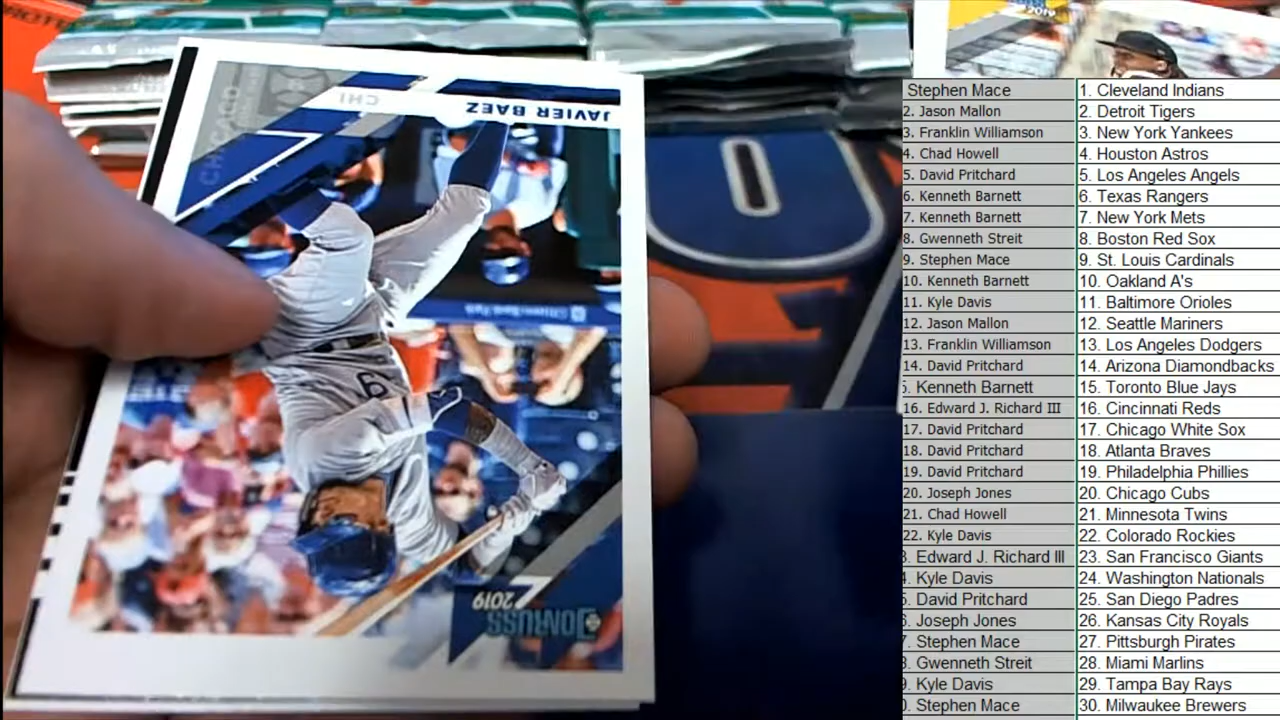 JAVIER BAEZ
CHI
CHICAGO
6
DONRUSS
2019
2019
Stephen Mace 1. Cleveland Indians
2. Jason Mallon 2. Detroit Tigers
3. Franklin Williamson 3. New York Yankees
4. Chad Howell 4. Houston Astros
5. David Pritchard 5. Los Angeles Angels
6. Kenneth Barnett 6. Texas Rangers
7. Kenneth Barnett 7. New York Mets
8. Gwenneth Streit 8. Boston Red Sox
9. Stephen Mace 9. St. Louis Cardinals
10. Kenneth Barnett 10. Oakland A's
11. Kyle Davis 11. Baltimore Orioles
12. Jason Mallon 12. Seattle Mariners
13. Franklin Williamson 13. Los Angeles Dodgers
14. David Pritchard 14. Arizona Diamondbacks
5. Kenneth Barnett 15. Toronto Blue Jays
16. Edward J. Richard III 16. Cincinnati Reds
17. David Pritchard 17. Chicago White Sox
18. David Pritchard 18. Atlanta Braves
19. David Pritchard 19. Philadelphia Phillies
20. Joseph Jones 20. Chicago Cubs
21. Chad Howell 21. Minnesota Twins
22. Kyle Davis 22. Colorado Rockies
3. Edward J. Richard III 23. San Francisco Giants
4. Kyle Davis 24. Washington Nationals
5. David Pritchard 25. San Diego Padres
6. Joseph Jones 26. Kansas City Royals
7. Stephen Mace 27. Pittsburgh Pirates
8. Gwenneth Streit 28. Miami Marlins
9. Kyle Davis 29. Tampa Bay Rays
0. Stephen Mace 30. Milwaukee Brewers